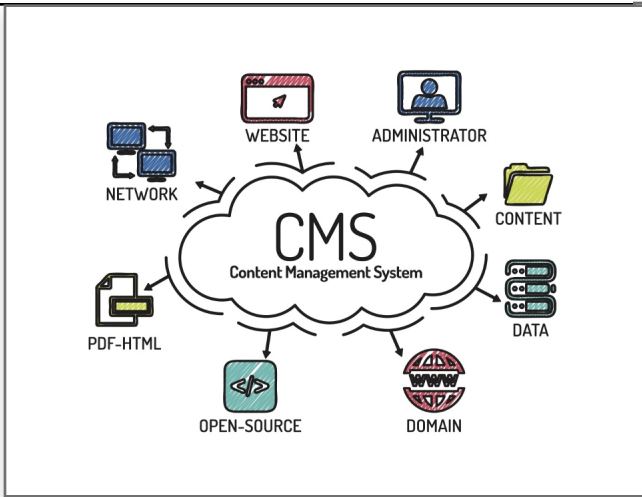 WEBSITE
ADMINISTRATOR
NETWORK
CONTENT
CMS
Content Management System
PDF-HTML
DATA
WWW
OPEN-SOURCE
DOMAIN